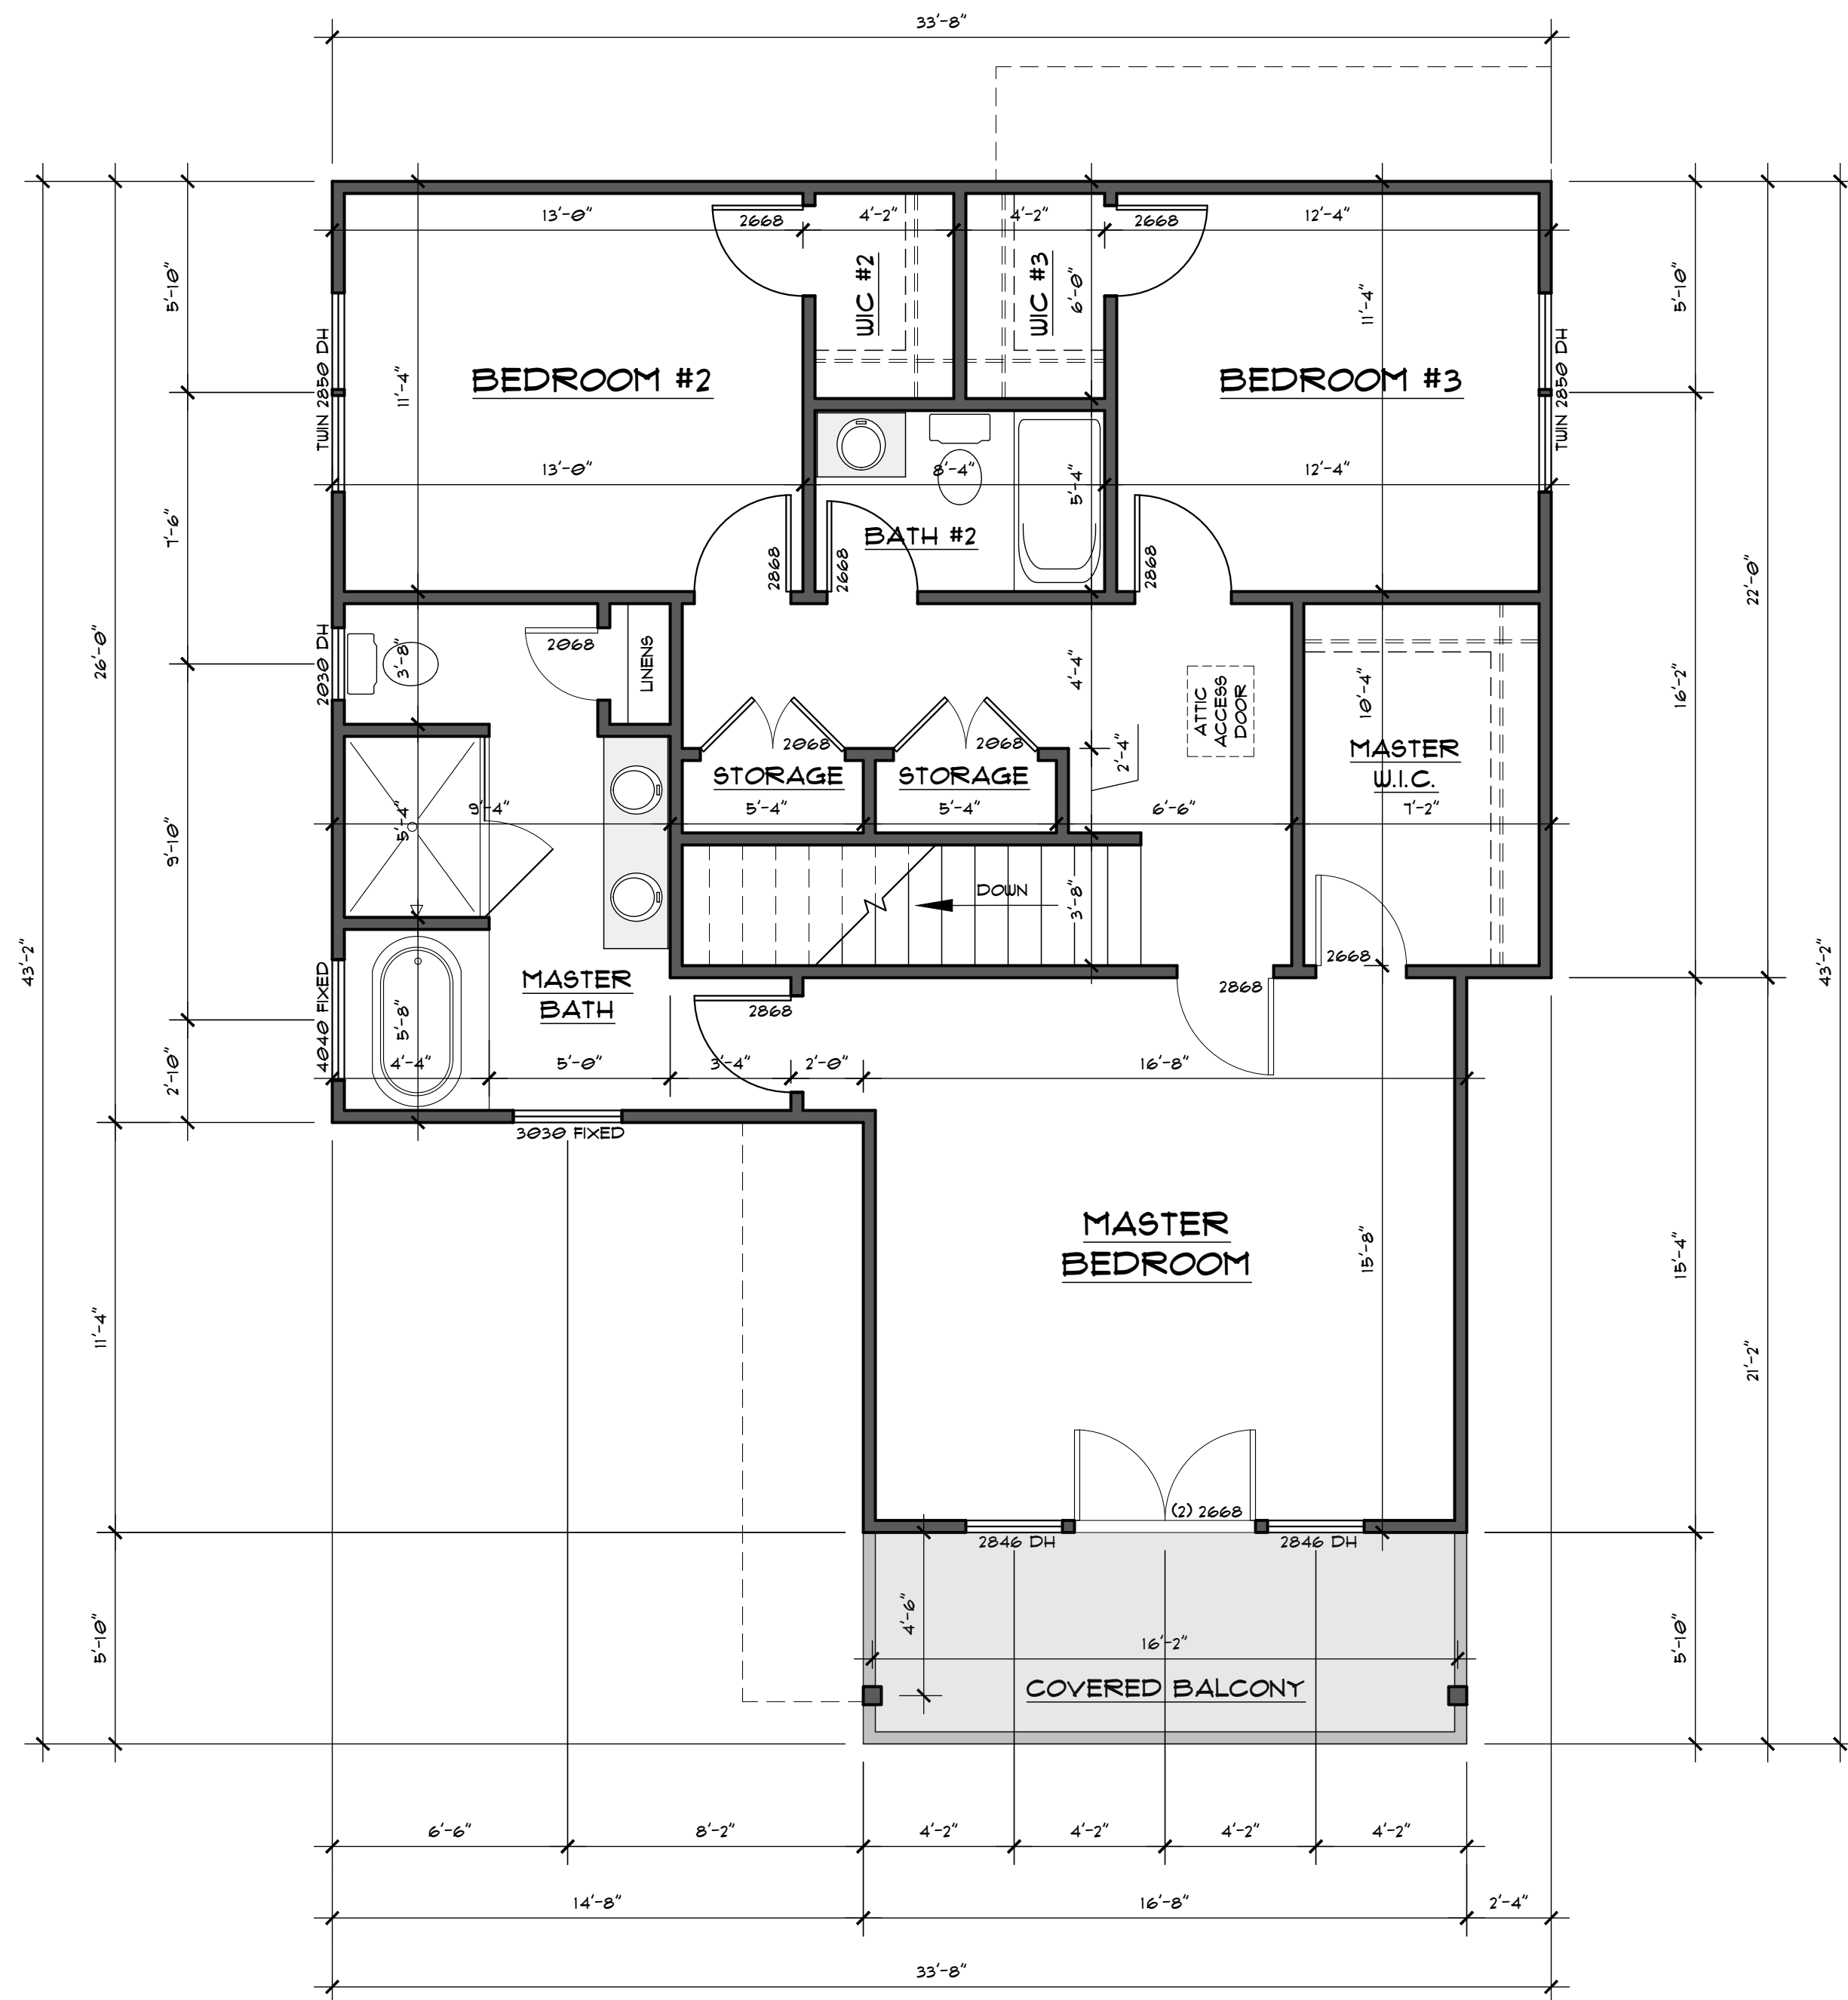 33'-8"
13'-0"
2668
4'-2"
4'-2"
2668
12'-4"
WIC #2
WIC #3
6'-0"
11'-4"
5'-10"
5'-10"
TWIN 2850 DH
TWIN 2850 DH
BEDROOM #2
11'-4"
BEDROOM #3
13'-0"
8'-4"
5'-4"
12'-4"
7'-6"
BATH #2
2868
2668
2868
22'-0"
26'-0"
2030 DH
3'-8"
2068
LINENS
4'-4"
ATTIC
ACCESS
DOOR
10'-4"
16'-2"
2068
2068
2'-4"
MASTER
W.I.C.
STORAGE
STORAGE
5'-4"
5'-4"
6'-6"
7'-2"
9'-4"
5'-4"
9'-10"
DOWN
3'-8"
43'-2"
43'-2"
2668
2868
MASTER
BATH
2868
4040 FIXED
5'-8"
4'-4"
5'-0"
3'-4"
2'-0"
16'-8"
2'-10"
3030 FIXED
MASTER
BEDROOM
15'-8"
15'-4"
11'-4"
21'-2"
(2) 2668
2846 DH
2846 DH
4'-6"
16'-2"
5'-10"
5'-10"
COVERED BALCONY
6'-6"
8'-2"
4'-2"
4'-2"
4'-2"
4'-2"
14'-8"
16'-8"
2'-4"
33'-8"